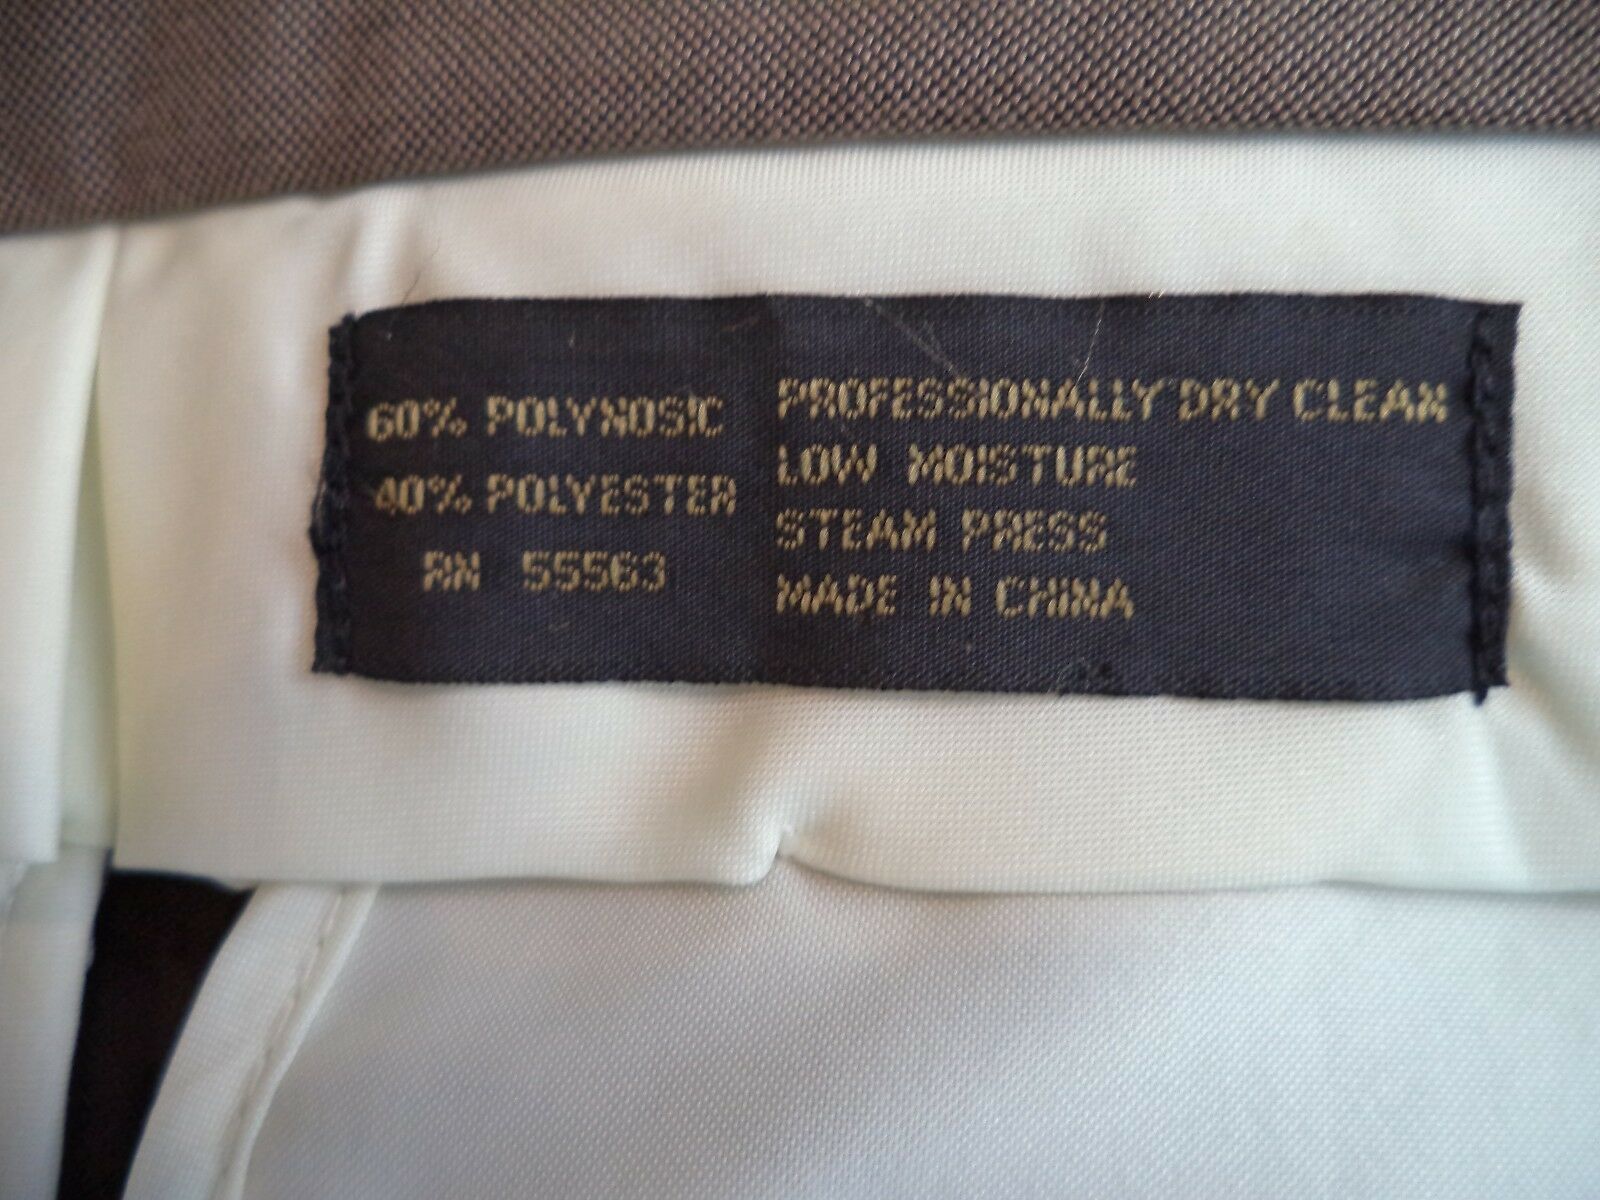 60% POLYNOSIC
40% POLYESTER
RN 55563
PROFESSIONALLY DRY CLEAN
LOW MOISTURE
STEAM PRESS
MADE IN CHINA